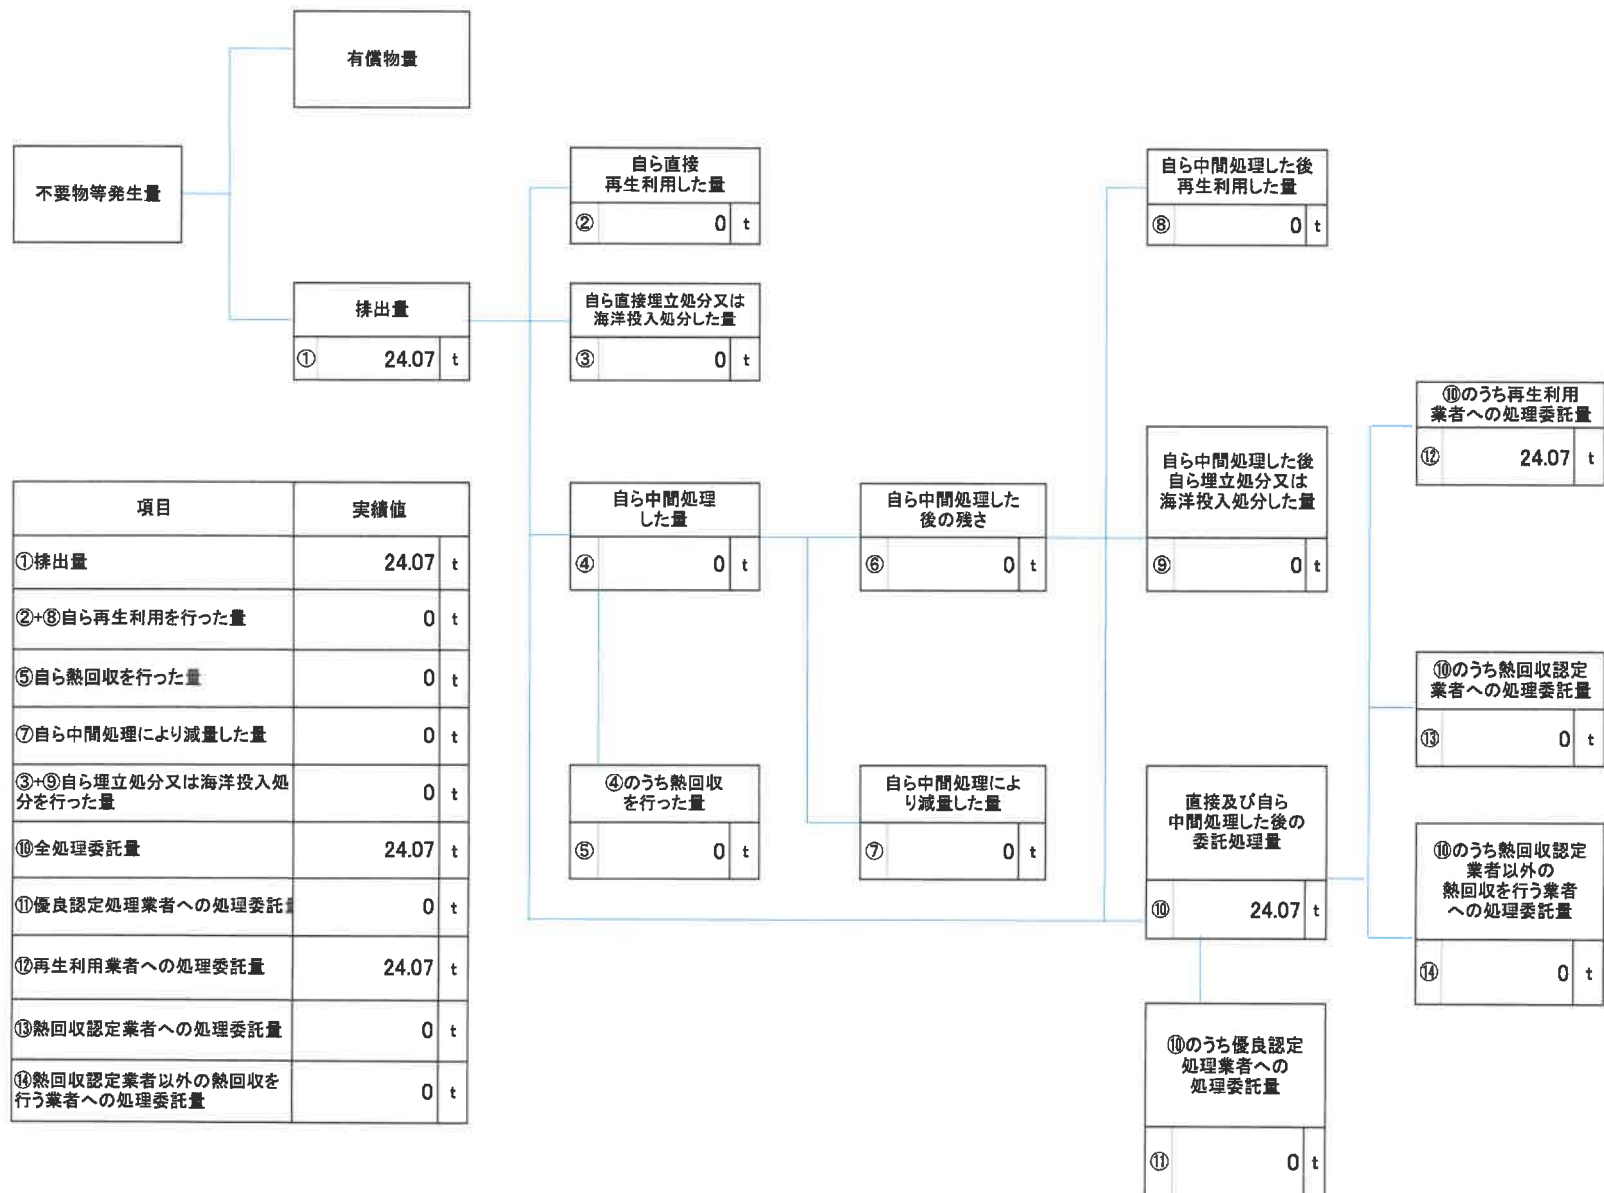 有償物量
不要物等発生量
排出量
① 24.07 t
自ら直接
再生利用した量
② 0 t
自ら直接埋立処分又は
海洋投入処分した量
③ 0 t
自ら中間処理
した量
④ 0 t
④のうち熱回収
を行った量
⑤ 0 t
自ら中間処理した
後の残さ
⑥ 0 t
自ら中間処理によ
り減量した量
⑦ 0 t
自ら中間処理した後
再生利用した量
⑧ 0 t
自ら中間処理した後
自ら埋立処分又は
海洋投入処分した量
⑨ 0 t
直接及び自ら
中間処理した後の
委託処理量
⑩ 24.07 t
⑩のうち優良認定
処理業者への
処理委託量
⑪ 0 t
⑩のうち再生利用
業者への処理委託量
⑫ 24.07 t
⑩のうち熱回収認定
業者への処理委託量
⑬ 0 t
⑩のうち熱回収認定
業者以外の
熱回収を行う業者
への処理委託量
⑭ 0 t
項目 実績値
①排出量 24.07 t
②+⑧自ら再生利用を行った量 0 t
⑤自ら熱回収を行った量 0 t
⑦自ら中間処理により減量した量 0 t
③+⑨自ら埋立処分又は海洋投入処
分を行った量 0 t
⑩全処理委託量 24.07 t
⑪優良認定処理業者への処理委託 0 t
⑫再生利用業者への処理委託量 24.07 t
⑬熱回収認定業者への処理委託量 0 t
⑭熱回収認定業者以外の熱回収を
行う業者への処理委託量 0 t